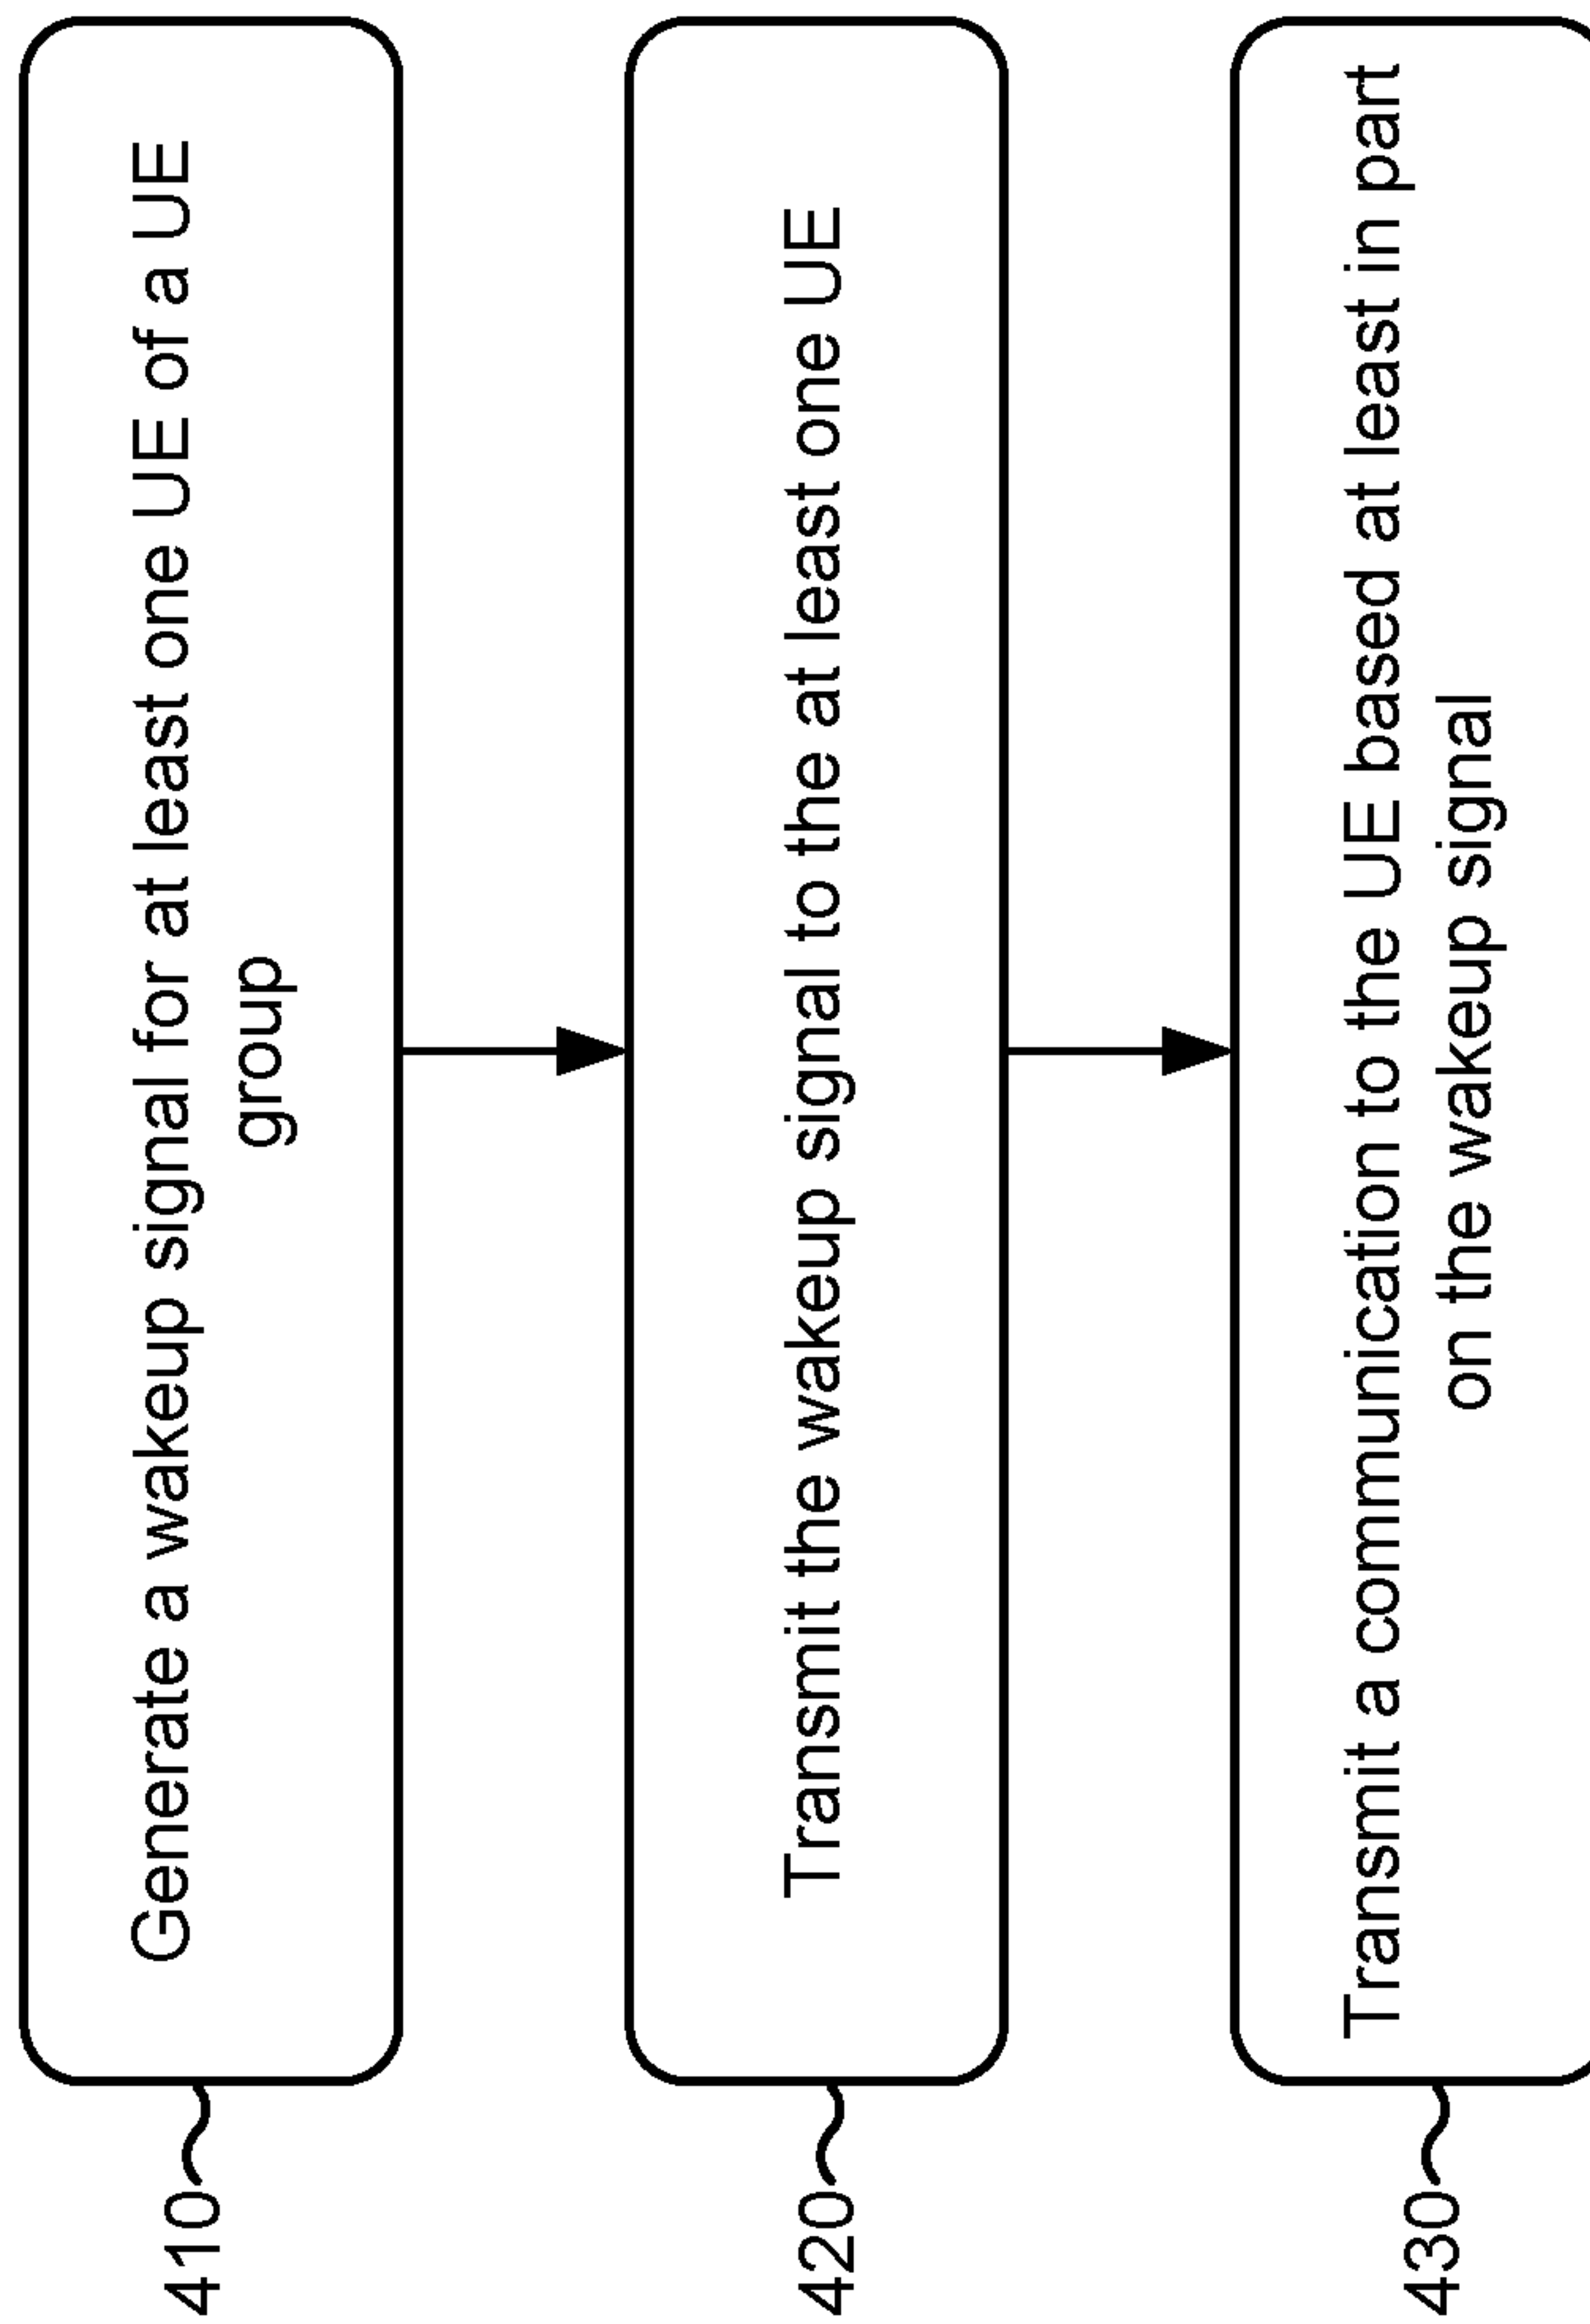 410
Generate a wakeup signal for at least one UE of a UE
group
420
Transmit the wakeup signal to the at least one UE
430
Transmit a communication to the UE based at least in part
on the wakeup signal